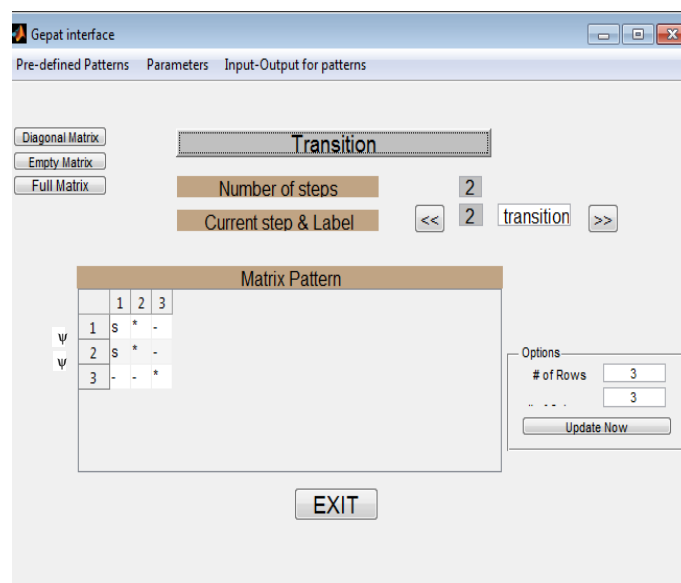 Gepat interface
Pre-defined Patterns Parameters Input-Output for patterns
Diagonal Matrix
Transition
Empty Matrix
Full Matrix
Number of steps 2
Current step & Label << 2 transition >>
Matrix Pattern
1 2 3
1 s * -
ψ
2 s * -
ψ
3 - - *
Options
# of Rows 3
3
Update Now
EXIT